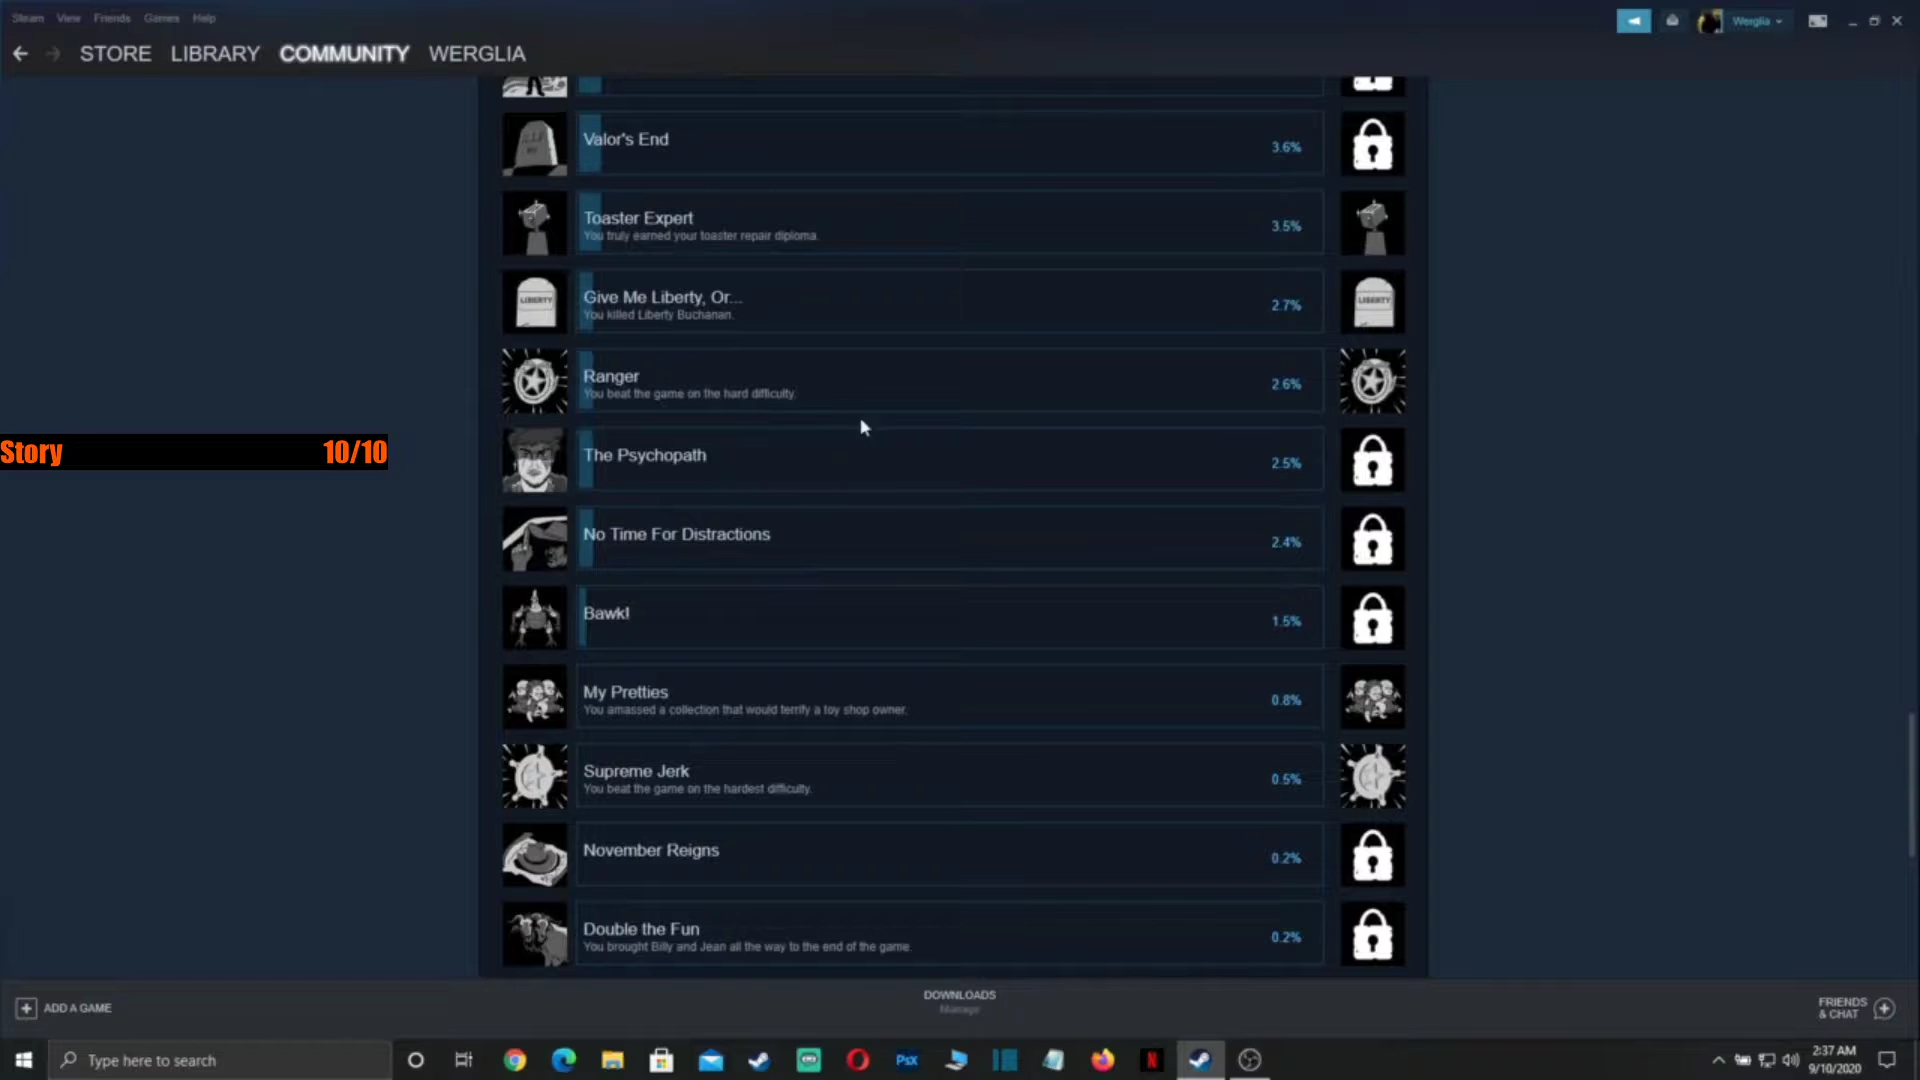 Steam View Friends Games Help
Werglia
STORE LIBRARY COMMUNITY WERGLIA
Valor's End
3.6%
Toaster Expert
You truly earned your toaster repair diploma.
3.5%
LIBERTY
Give Me Liberty, Or...
You killed Liberty Buchanan.
2.7%
LIBERTY
Ranger
You beat the game on the hard difficulty.
2.6%
Story 10/10
The Psychopath
2.5%
No Time For Distractions
2.4%
Bawk!
1.5%
My Pretties
You amassed a collection that would terrify a toy shop owner.
0.8%
Supreme Jerk
You beat the game on the hardest difficulty.
0.5%
November Reigns
0.2%
Double the Fun
You brought Billy and Jean all the way to the end of the game.
0.2%
ADD A GAME
DOWNLOADS
Manage
FRIENDS
& CHAT
Type here to search
PsX
N
2:37 AM
9/10/2020